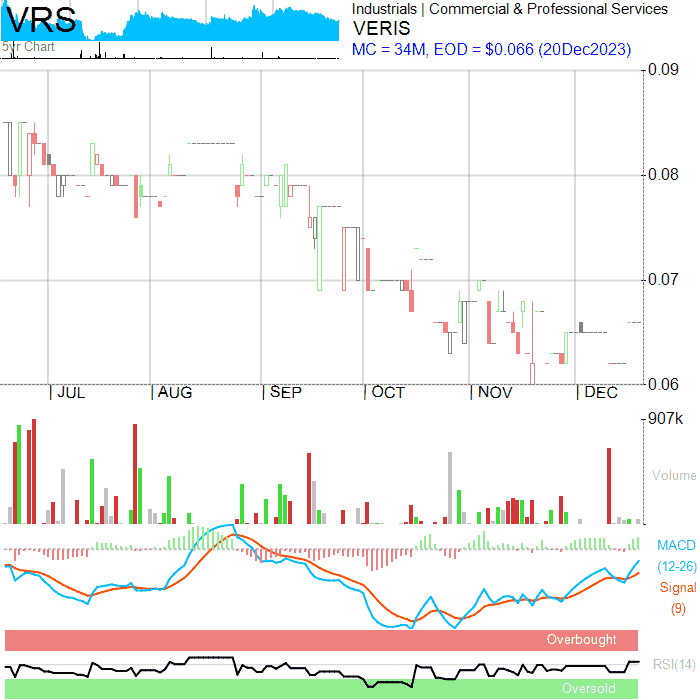 VRS
5yr Chart
Industrials | Commercial & Professional Services
VERIS
MC = 34M, EOD = $0.066 (20Dec2023)
0.09
0.08
0.07
0.06
JUL AUG SEP OCT NOV DEC
907k
Volume
MACD
(12-26)
Signal
(9)
Overbought
RSI(14)
Oversold